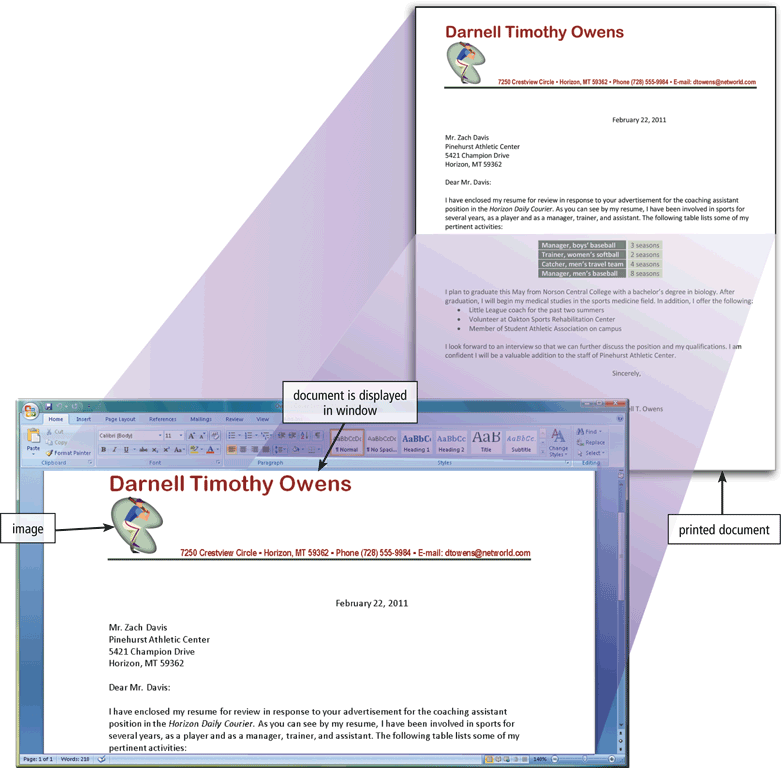 Darnell Timothy Owens
7250 Crestview Circle • Horizon, MT 59362 • Phone (728) 555-9984 • E-mail: dtowens@networld.com
February 22, 2011
Mr. Zach Davis
Pinehurst Athletic Center
5421 Champion Drive
Horizon, MT 59362
Dear Mr. Davis:
I have enclosed my resume for review in response to your advertisement for the coaching assistant
position in the Horizon Daily Courier. As you can see by my resume, I have been involved in sports for
several years, as a player and as a manager, trainer, and assistant. The following table lists some of my
pertinent activities:
Manager, boys' baseball 3 seasons
Trainer, women's softball 2 seasons
Catcher, men's travel team 4 seasons
Manager, men's baseball 8 seasons
I plan to graduate this May from Norson Central College with a bachelor's degree in biology. After
graduation, I will begin my medical studies in the sports medicine field. In addition, I offer the following:
• Little League coach for the past two summers
• Volunteer at Oakton Sports Rehabilitation Center
• Member of Student Athletic Association on campus
I look forward to an interview so that we can further discuss the position and my qualifications. I am
confident I will be a valuable addition to the staff of Pinehurst Athletic Center.
Sincerely,
ll T. Owens
printed document
document is displayed
in window
image
Home Insert Page Layout References Mailings Review View
Paste
Cut
Copy
Format Painter
Clipboard
Calibri (Body) 11
Font
Paragraph
AaBbCcDc AaBbCcDc AaBbCc AaBbCc AaB AaBbCc
¶ Normal ¶ No Spaci... Heading 1 Heading 2 Title Subtitle
Change
Styles
Styles
Find
Replace
Select
Editing
Darnell Timothy Owens
7250 Crestview Circle • Horizon, MT 59362 • Phone (728) 555-9984 • E-mail: dtowens@networld.com
February 22, 2011
Mr. Zach Davis
Pinehurst Athletic Center
5421 Champion Drive
Horizon, MT 59362
Dear Mr. Davis:
I have enclosed my resume for review in response to your advertisement for the coaching assistant
position in the Horizon Daily Courier. As you can see by my resume, I have been involved in sports for
several years, as a player and as a manager, trainer, and assistant. The following table lists some of my
pertinent activities:
Page: 1 of 1 Words: 218 140%